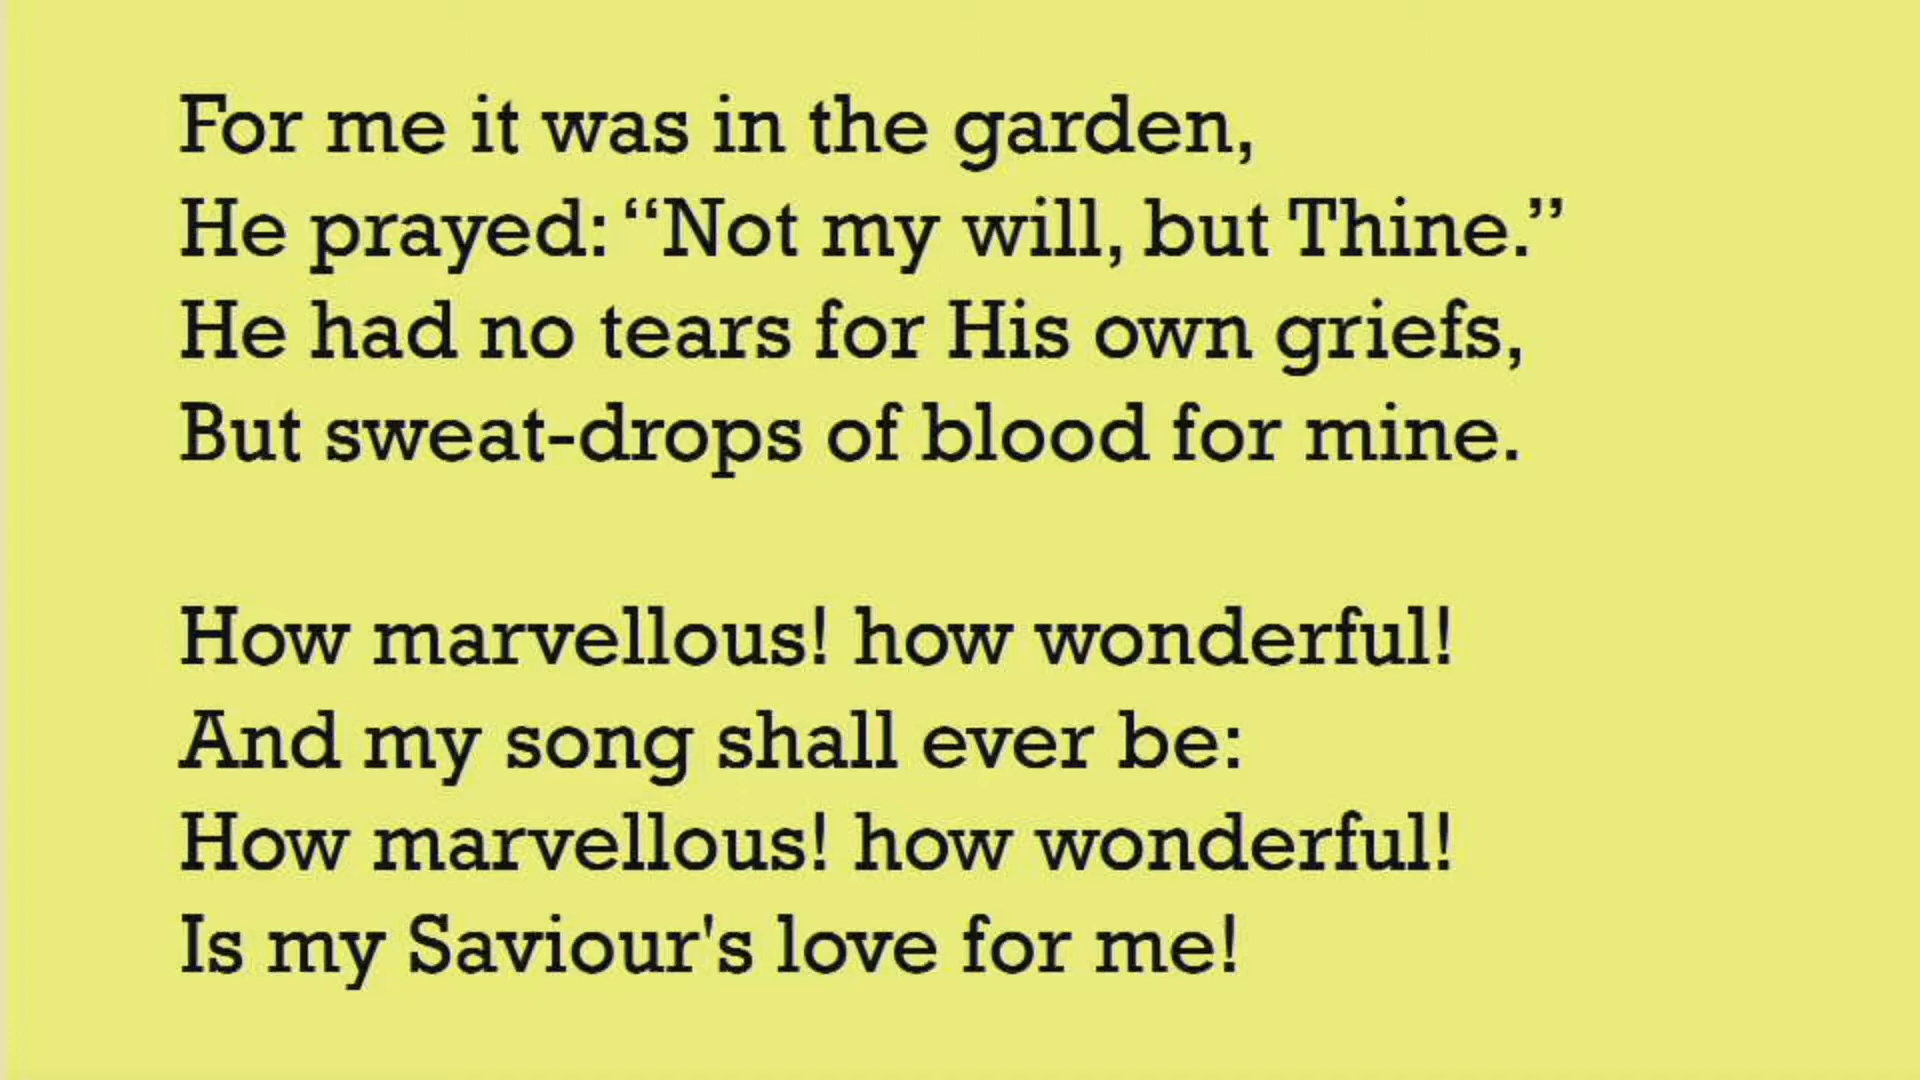 For me it was in the garden,
He prayed: “Not my will, but Thine.”
He had no tears for His own griefs,
But sweat-drops of blood for mine.
How marvellous! how wonderful!
And my song shall ever be:
How marvellous! how wonderful!
Is my Saviour's love for me!